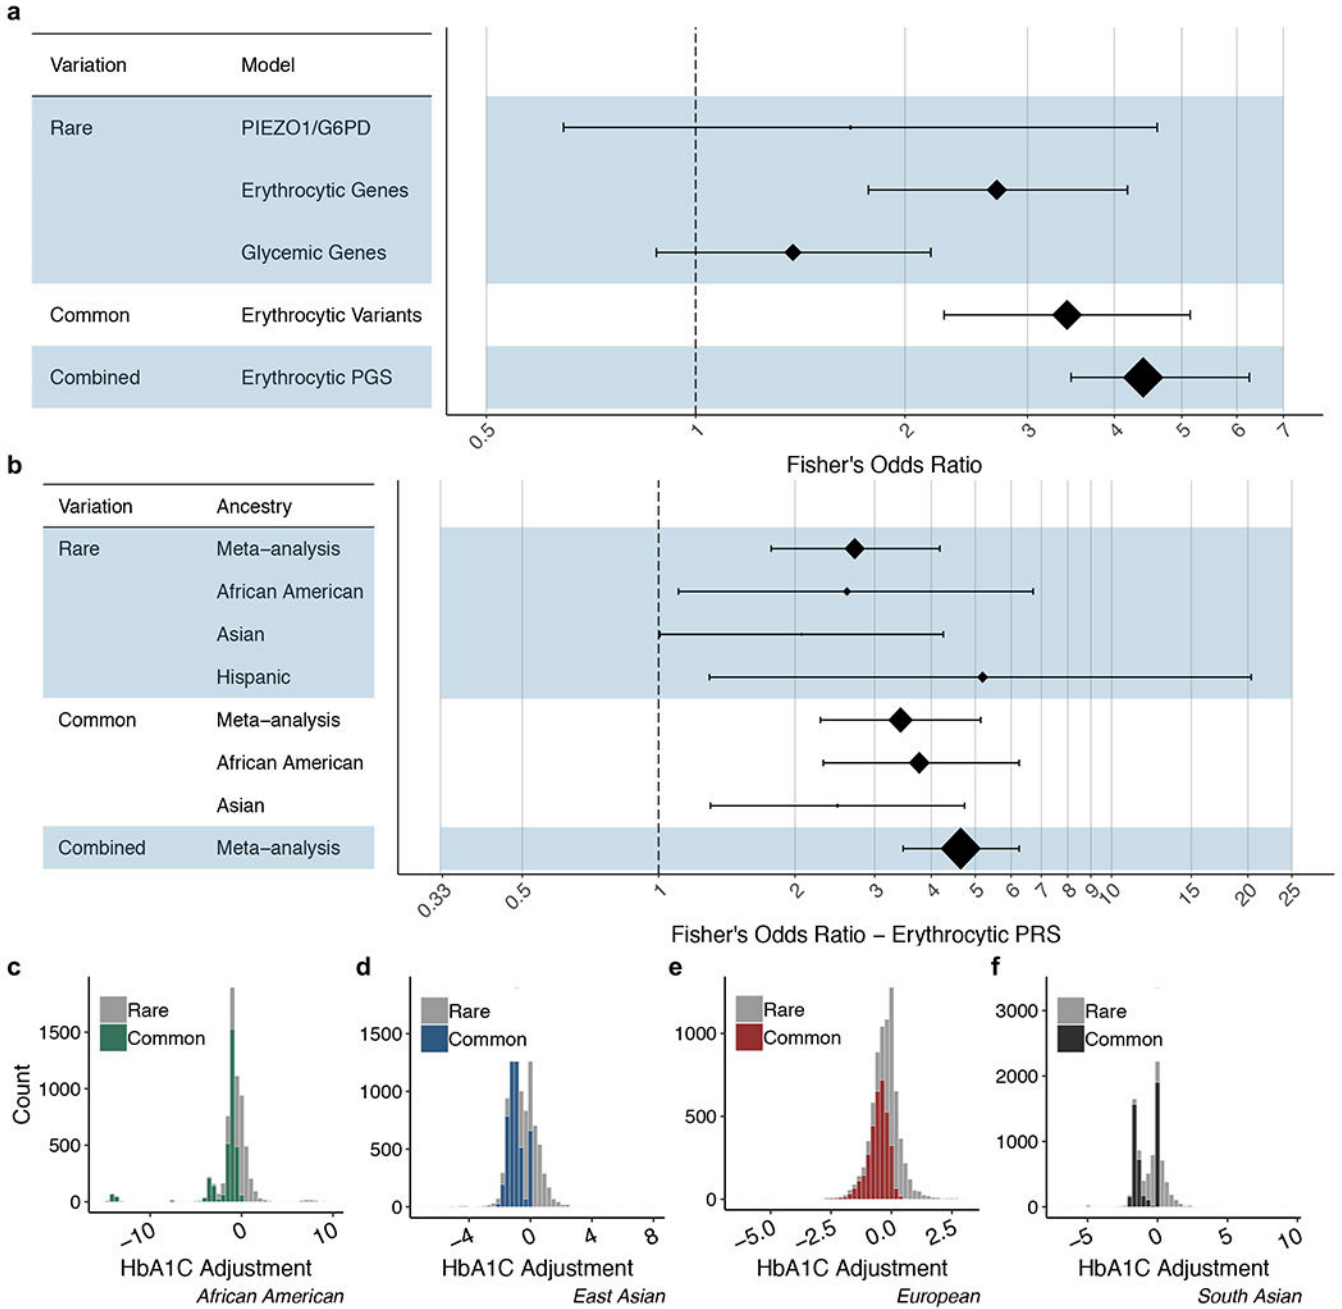 a
Variation Model
Rare PIEZO1/G6PD
Erythrocytic Genes
Glycemic Genes
Common Erythrocytic Variants
Combined Erythrocytic PGS
0.5 1 2 3 4 5 6 7
Fisher's Odds Ratio
b
Variation Ancestry
Rare Meta−analysis
African American
Asian
Hispanic
Common Meta−analysis
African American
Asian
Combined Meta−analysis
0.33 0.5 1 2 3 4 5 6 7 8 9 10 15 20 25
Fisher's Odds Ratio − Erythrocytic PRS
c
Rare
Common
Count
1500
1000
500
0
−10 0 10
HbA1C Adjustment
African American
d
Rare
Common
1500
1000
500
0
−4 0 4 8
HbA1C Adjustment
East Asian
e
Rare
Common
1000
500
0
−5.0 −2.5 0.0 2.5
HbA1C Adjustment
European
f
Rare
Common
3000
2000
1000
0
−5 0 5 10
HbA1C Adjustment
South Asian